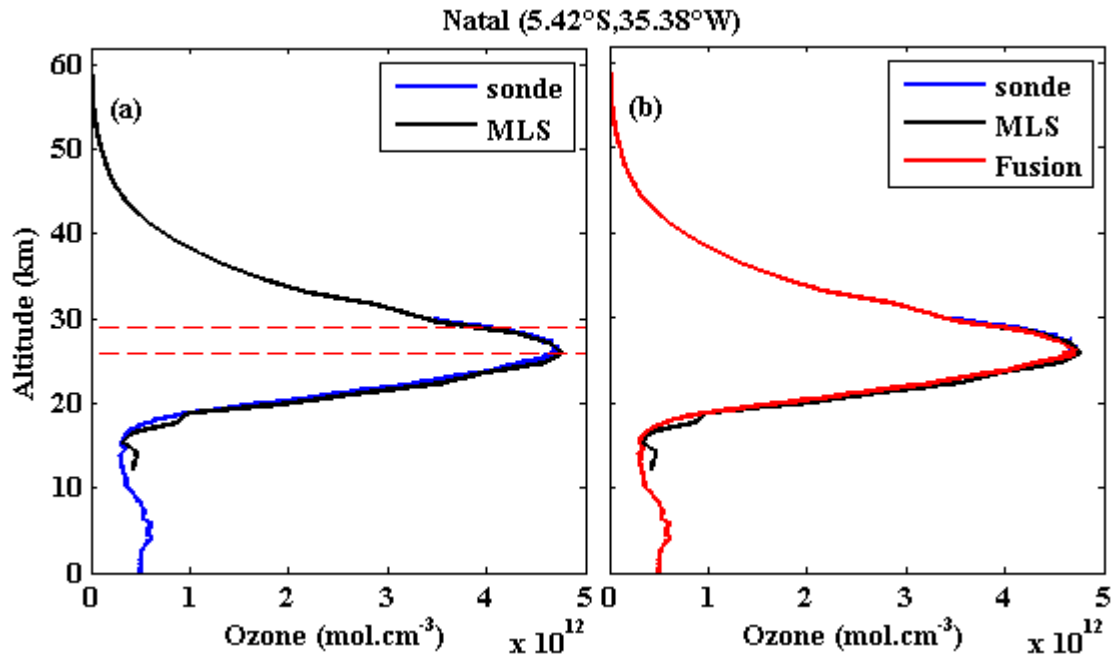 Natal (5.42°S,35.38°W)
60
50
40
30
20
10
0
Altitude (km)
(a)
sonde
MLS
0 1 2 3 4 5
Ozone (mol.cm⁻³)
x 10¹²
(b)
sonde
MLS
Fusion
0 1 2 3 4 5
Ozone (mol.cm⁻³)
x 10¹²